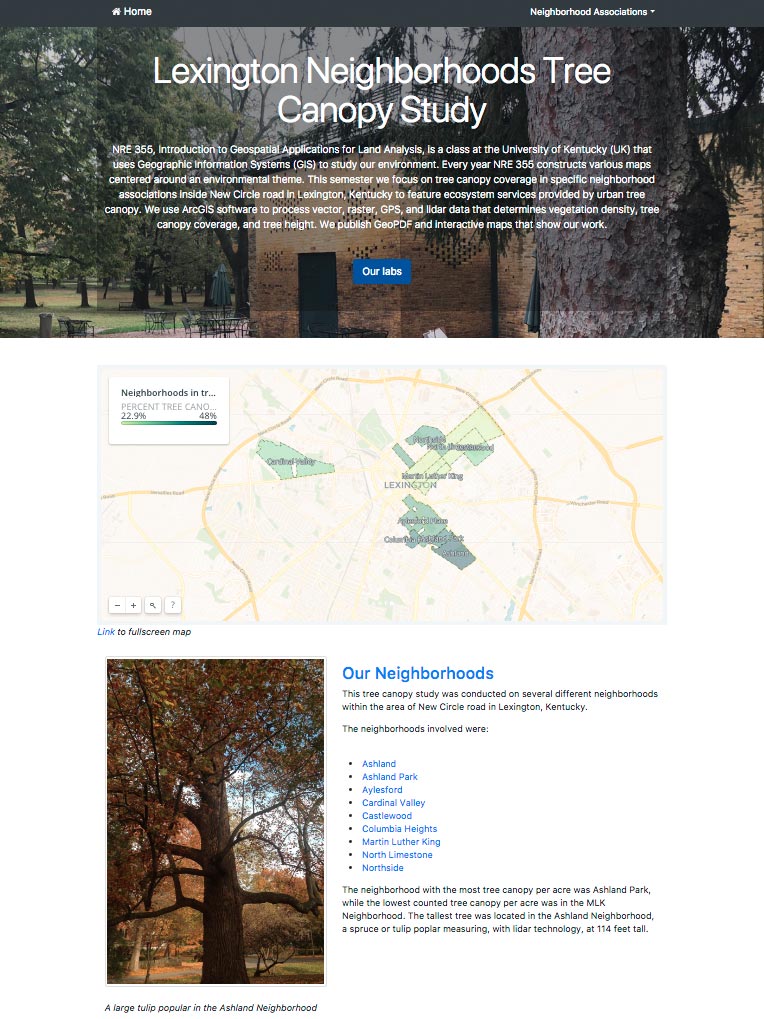 Home
Neighborhood Associations
Lexington Neighborhoods Tree
Canopy Study
NRE 355, Introduction to Geospatial Applications for Land Analysis, is a class at the University of Kentucky (UK) that
uses Geographic Information Systems (GIS) to study our environment. Every year NRE 355 constructs various maps
centered around an environmental theme. This semester we focus on tree canopy coverage in specific neighborhood
associations inside New Circle road in Lexington, Kentucky to feature ecosystem services provided by urban tree
canopy. We use ArcGIS software to process vector, raster, GPS, and lidar data that determines vegetation density, tree
canopy coverage, and tree height. We publish GeoPDF and interactive maps that show our work.
Our labs
Neighborhoods in tr...
PERCENT TREE CANO...
22.9% 48%
New Circle Road
New Circle Road
Northside
Cardinal Valley
Martin Luther King
LEXINGTON
Aylesford Place
Ashland
− + ?
Link to fullscreen map
Our Neighborhoods
This tree canopy study was conducted on several different neighborhoods
within the area of New Circle road in Lexington, Kentucky.
The neighborhoods involved were:
• Ashland
• Ashland Park
• Aylesford
• Cardinal Valley
• Castlewood
• Columbia Heights
• Martin Luther King
• North Limestone
• Northside
The neighborhood with the most tree canopy per acre was Ashland Park,
while the lowest counted tree canopy per acre was in the MLK
Neighborhood. The tallest tree was located in the Ashland Neighborhood,
a spruce or tulip poplar measuring, with lidar technology, at 114 feet tall.
A large tulip popular in the Ashland Neighborhood